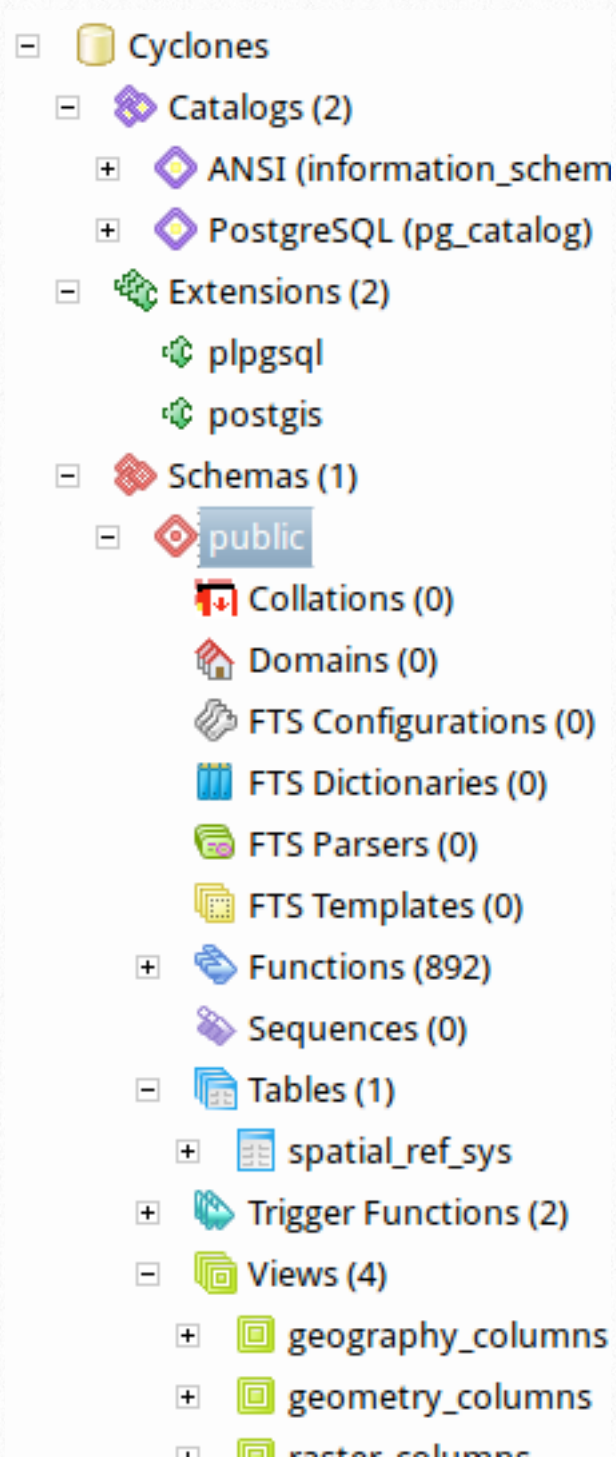 Cyclones
Catalogs (2)
ANSI (information_schem
PostgreSQL (pg_catalog)
Extensions (2)
plpgsql
postgis
Schemas (1)
public
Collations (0)
Domains (0)
FTS Configurations (0)
FTS Dictionaries (0)
FTS Parsers (0)
FTS Templates (0)
Functions (892)
Sequences (0)
Tables (1)
spatial_ref_sys
Trigger Functions (2)
Views (4)
geography_columns
geometry_columns
raster_columns